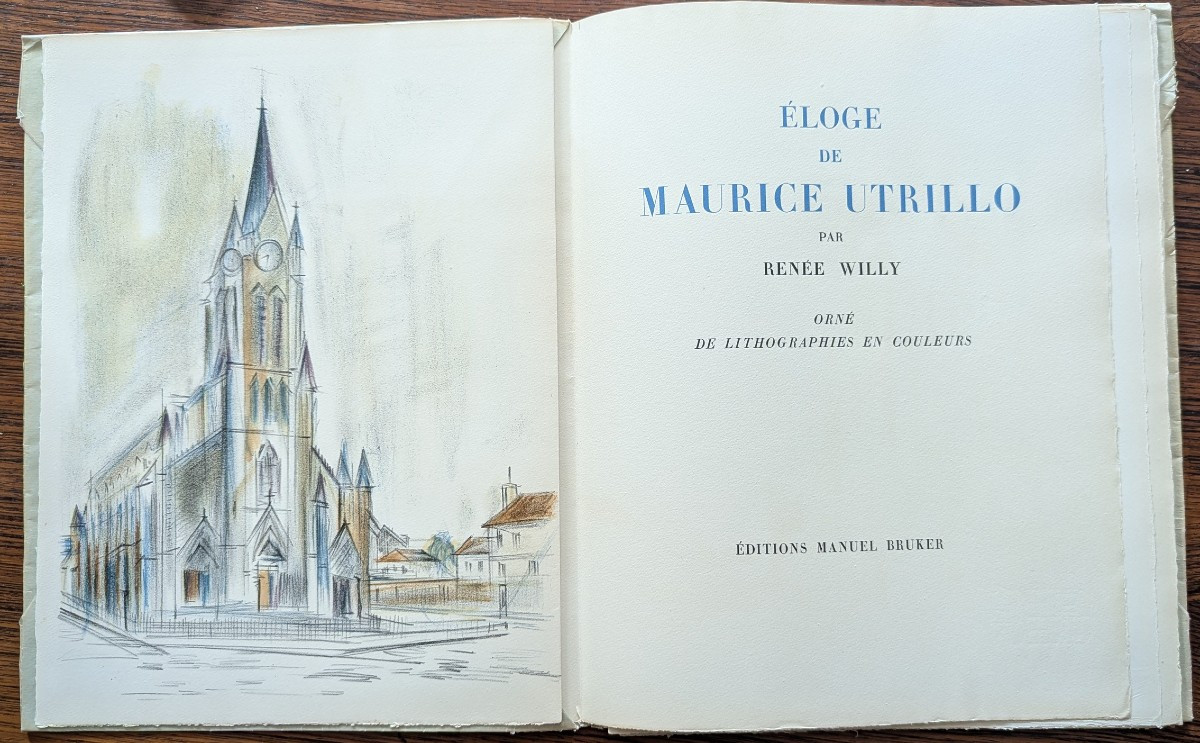 ÉLOGE
DE
MAURICE UTRILLO
PAR
RENÉE WILLY
ORNÉ
DE LITHOGRAPHIES EN COULEURS
ÉDITIONS MANUEL BRUKER